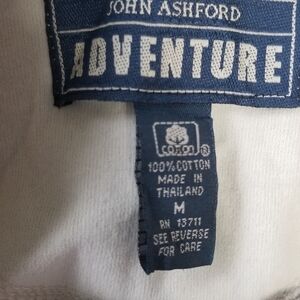 JOHN ASHFORD
ADVENTURE
cotton®
100% COTTON
MADE IN
THAILAND
M
RN 13711
SEE REVERSE
FOR CARE